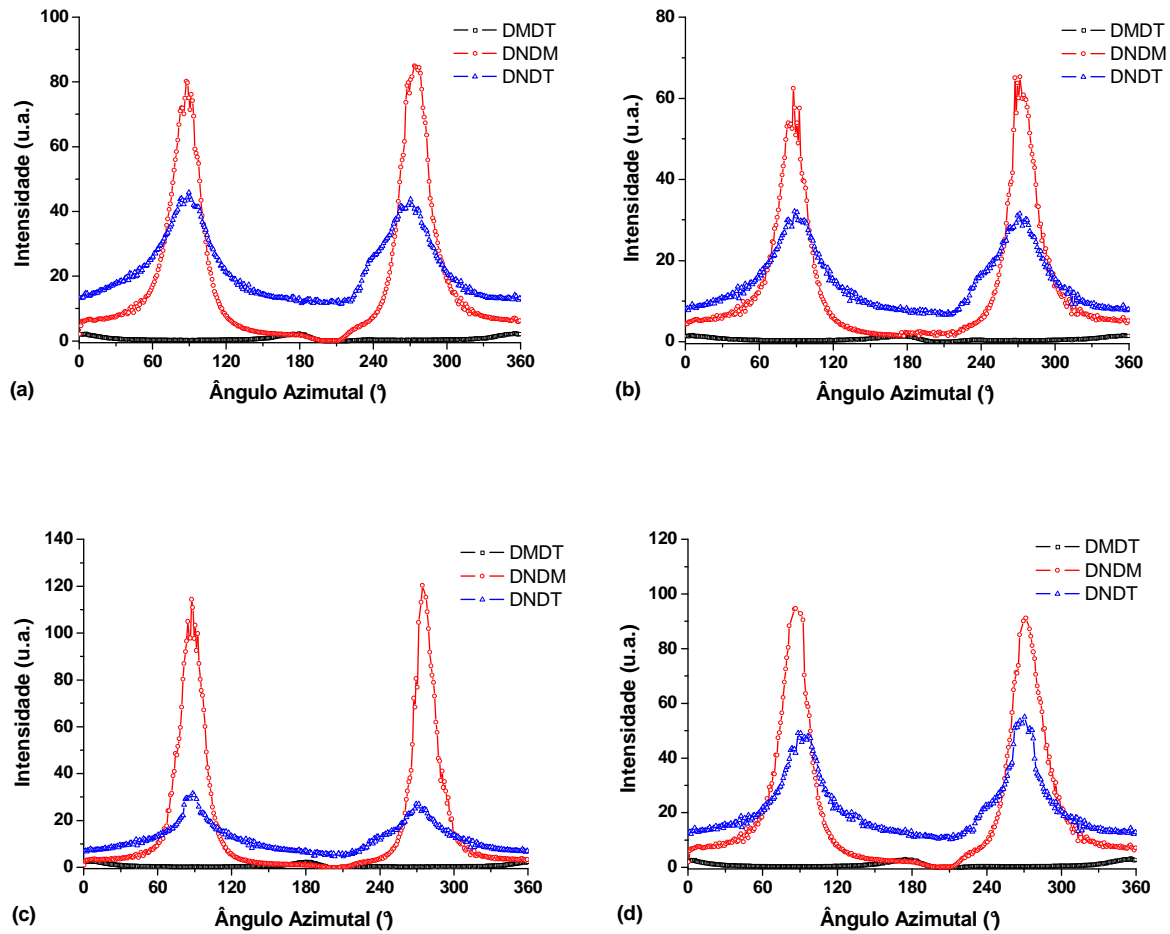 100
80
60
40
20
0
0 60 120 180 240 300 360
Intensidade (u.a.)
Ângulo Azimutal (°)
DMDT
DNDM
DNDT
(a)
80
60
40
20
0
0 60 120 180 240 300 360
Intensidade (u.a.)
Ângulo Azimutal (°)
DMDT
DNDM
DNDT
(b)
140
120
100
80
60
40
20
0
0 60 120 180 240 300 360
Intensidade (u.a.)
Ângulo Azimutal (°)
DMDT
DNDM
DNDT
(c)
120
100
80
60
40
20
0
0 60 120 180 240 300 360
Intensidade (u.a.)
Ângulo Azimutal (°)
DMDT
DNDM
DNDT
(d)